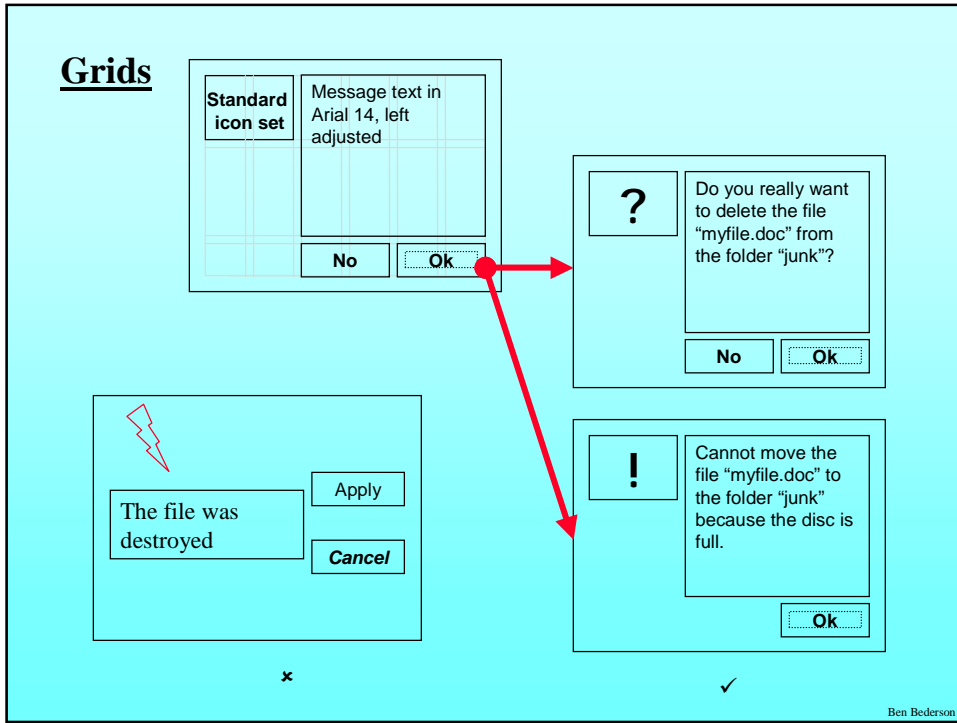 Grids
Standard
icon set
Message text in
Arial 14, left
adjusted
No
Ok
?
Do you really want
to delete the file
“myfile.doc” from
the folder “junk”?
No
Ok
The file was
destroyed
Apply
Cancel
!
Cannot move the
file “myfile.doc” to
the folder “junk”
because the disc is
full.
Ok
✘
✓
Ben Bederson